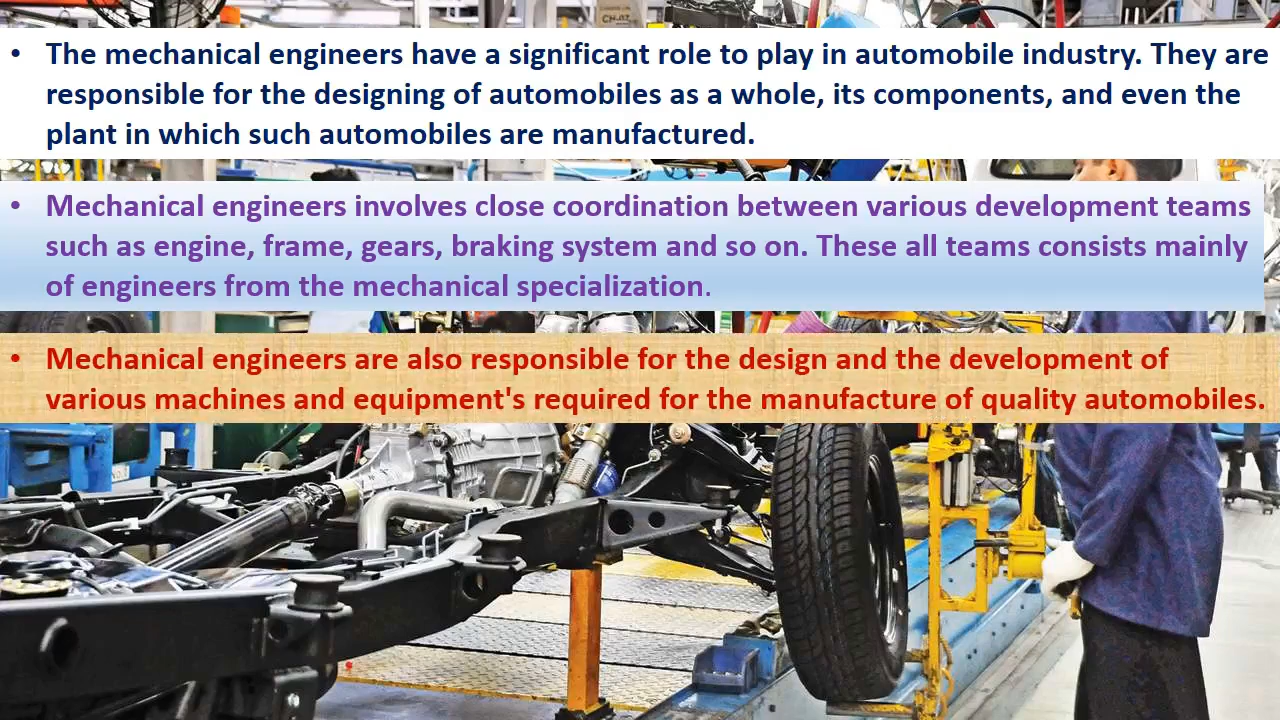 • The mechanical engineers have a significant role to play in automobile industry. They are
responsible for the designing of automobiles as a whole, its components, and even the
plant in which such automobiles are manufactured.
• Mechanical engineers involves close coordination between various development teams
such as engine, frame, gears, braking system and so on. These all teams consists mainly
of engineers from the mechanical specialization.
• Mechanical engineers are also responsible for the design and the development of
various machines and equipment's required for the manufacture of quality automobiles.